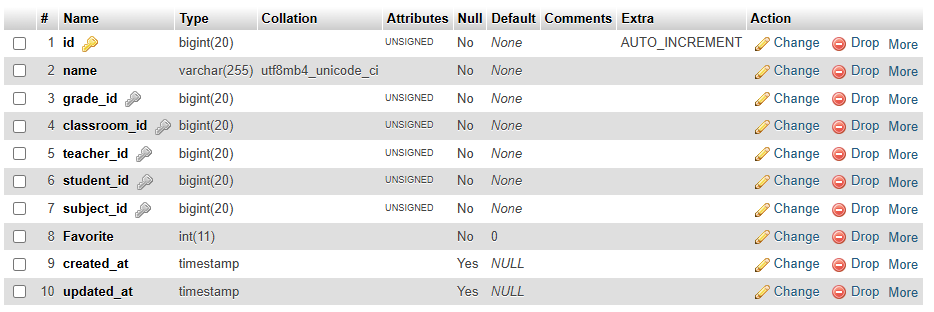 # Name Type Collation Attributes Null Default Comments Extra Action
1 id bigint(20) UNSIGNED No None AUTO_INCREMENT Change Drop More
2 name varchar(255) utf8mb4_unicode_ci No None Change Drop More
3 grade_id bigint(20) UNSIGNED No None Change Drop More
4 classroom_id bigint(20) UNSIGNED No None Change Drop More
5 teacher_id bigint(20) UNSIGNED No None Change Drop More
6 student_id bigint(20) UNSIGNED No None Change Drop More
7 subject_id bigint(20) UNSIGNED No None Change Drop More
8 Favorite int(11) No 0 Change Drop More
9 created_at timestamp Yes NULL Change Drop More
10 updated_at timestamp Yes NULL Change Drop More